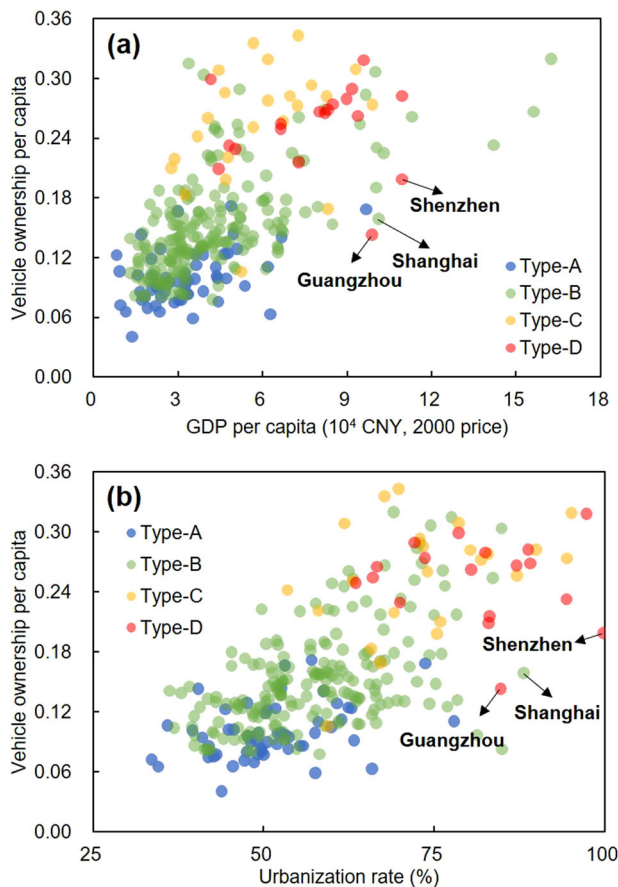 (a)
Vehicle ownership per capita
0.36
0.30
0.24
0.18
0.12
0.06
0.00
Shenzhen
Shanghai
Guangzhou
Type-A
Type-B
Type-C
Type-D
0 3 6 9 12 15 18
GDP per capita (10⁴ CNY, 2000 price)
(b)
Vehicle ownership per capita
0.36
0.30
0.24
0.18
0.12
0.06
0.00
Type-A
Type-B
Type-C
Type-D
Shenzhen
Shanghai
Guangzhou
25 50 75 100
Urbanization rate (%)